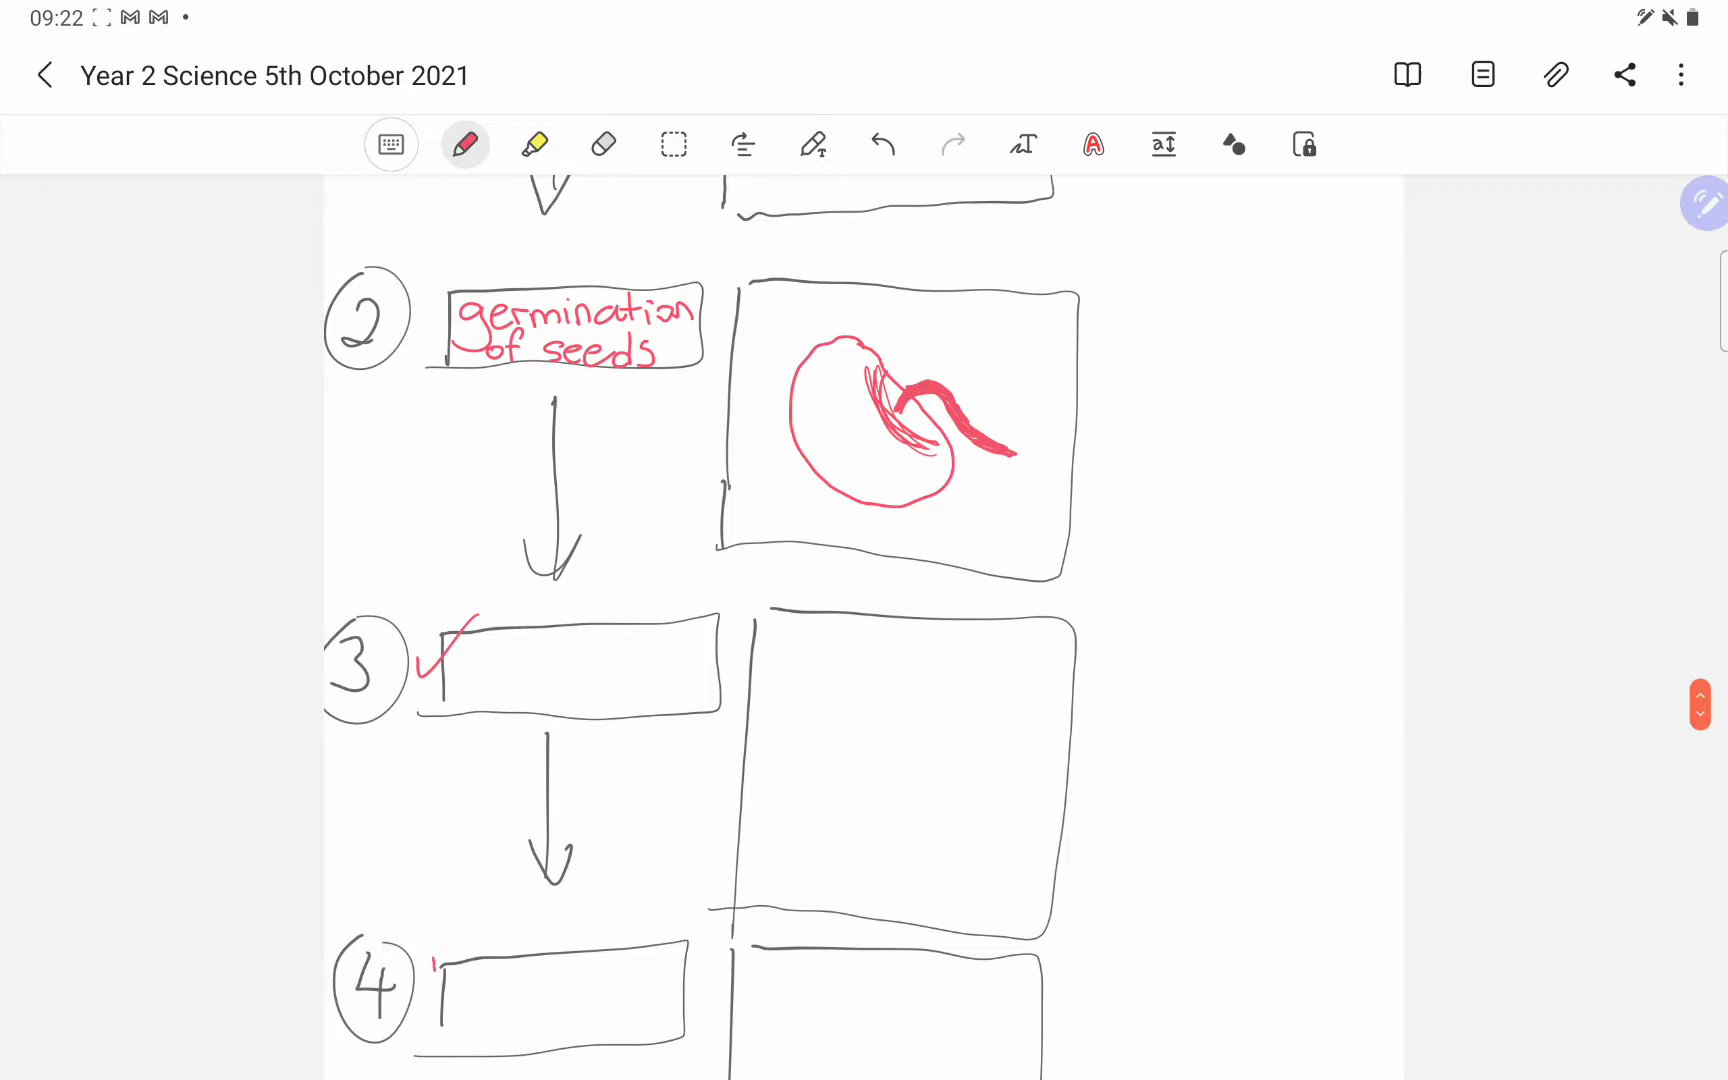 09:22
Year 2 Science 5th October 2021
2
germination
of seeds
3
4